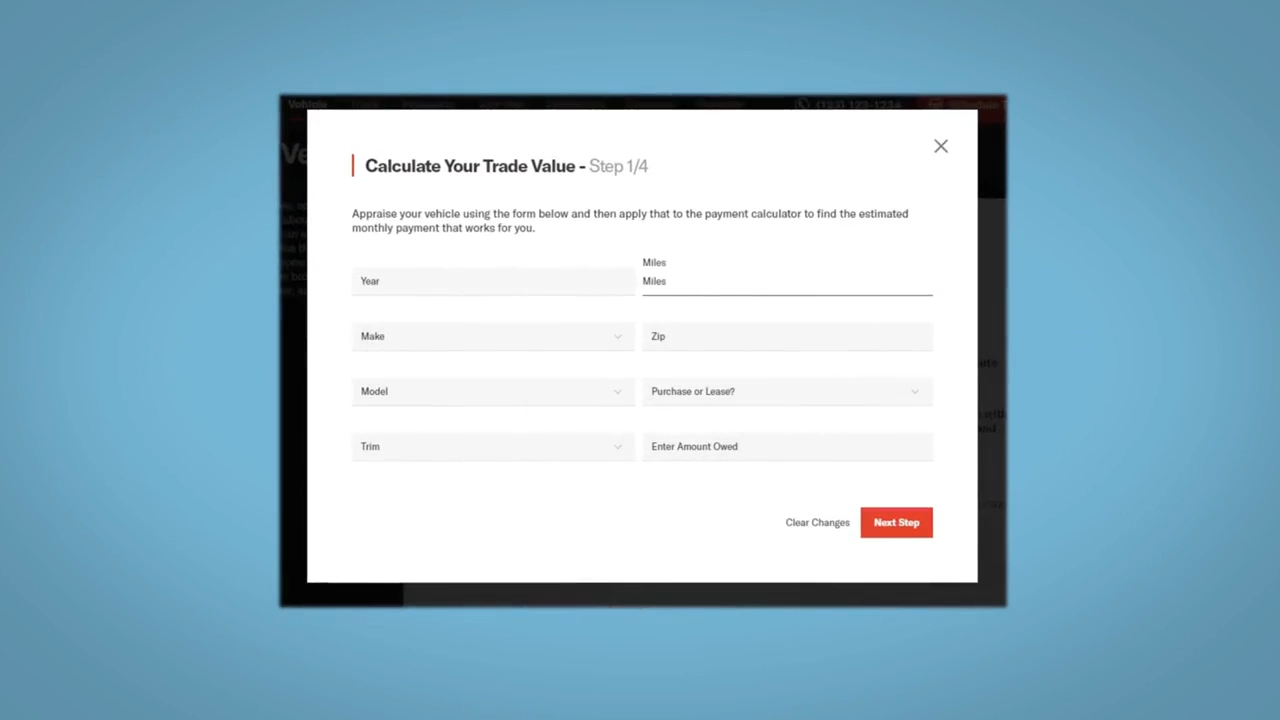 Calculate Your Trade Value - Step 1/4
Appraise your vehicle using the form below and then apply that to the payment calculator to find the estimated
monthly payment that works for you.
Miles
Year
Miles
Make
Zip
Model
Purchase or Lease?
Trim
Enter Amount Owed
Clear Changes
Next Step